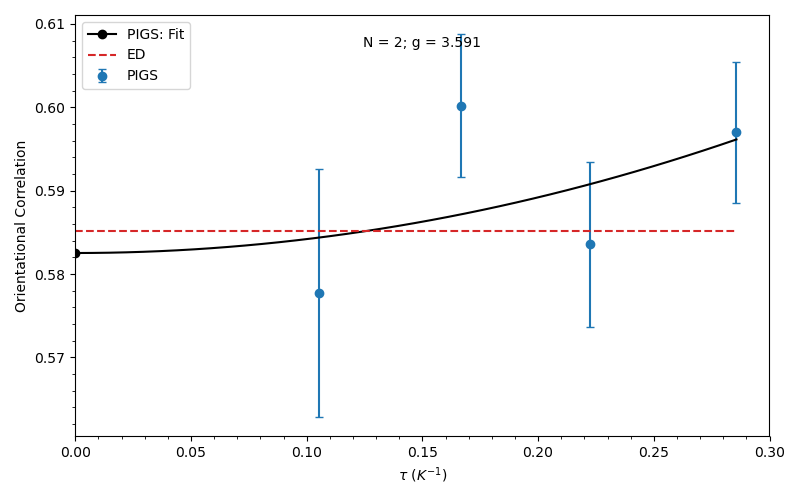 N = 2; g = 3.591
PIGS: Fit
ED
PIGS
Orientational Correlation
0.61
0.60
0.59
0.58
0.57
0.00 0.05 0.10 0.15 0.20 0.25 0.30
τ (K⁻¹)